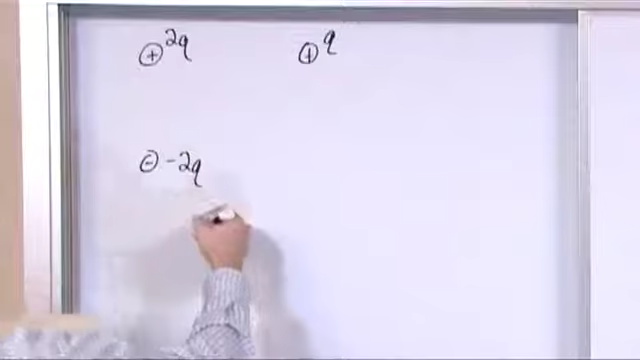 ⊕ 2q
⊕ q
⊖ -2q